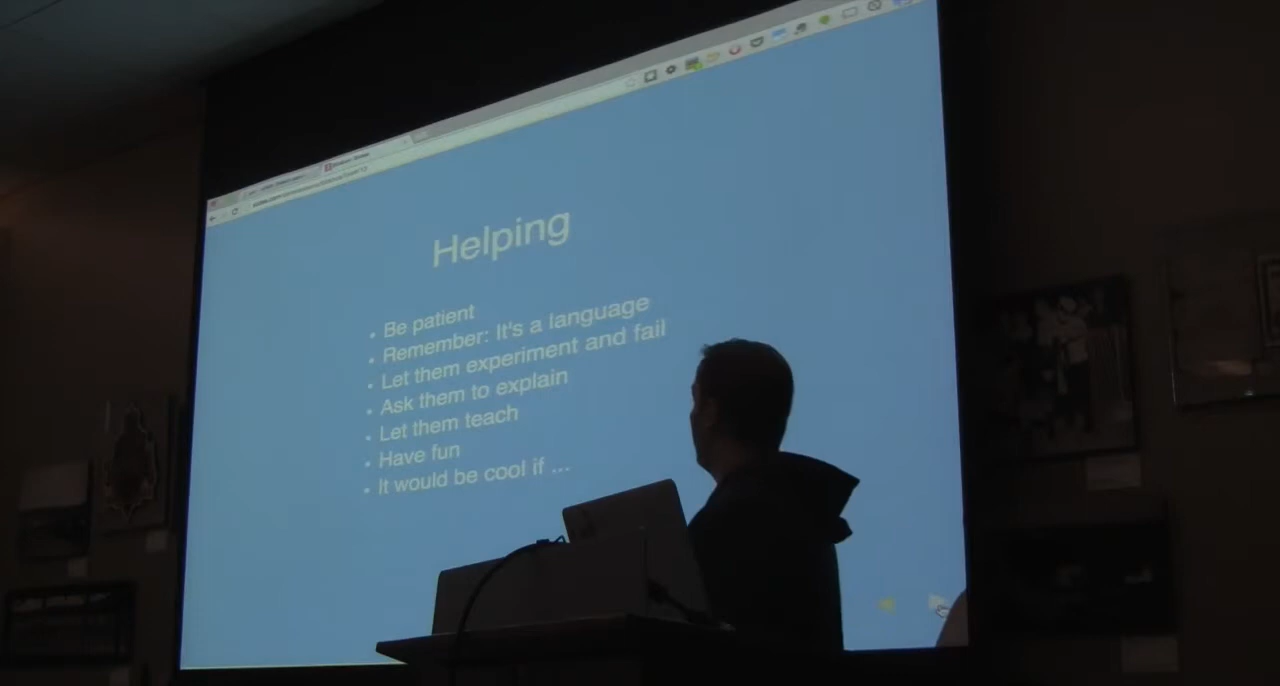 Helping
• Be patient
• Remember: It's a language
• Let them experiment and fail
• Ask them to explain
• Let them teach
• Have fun
• It would be cool if ...